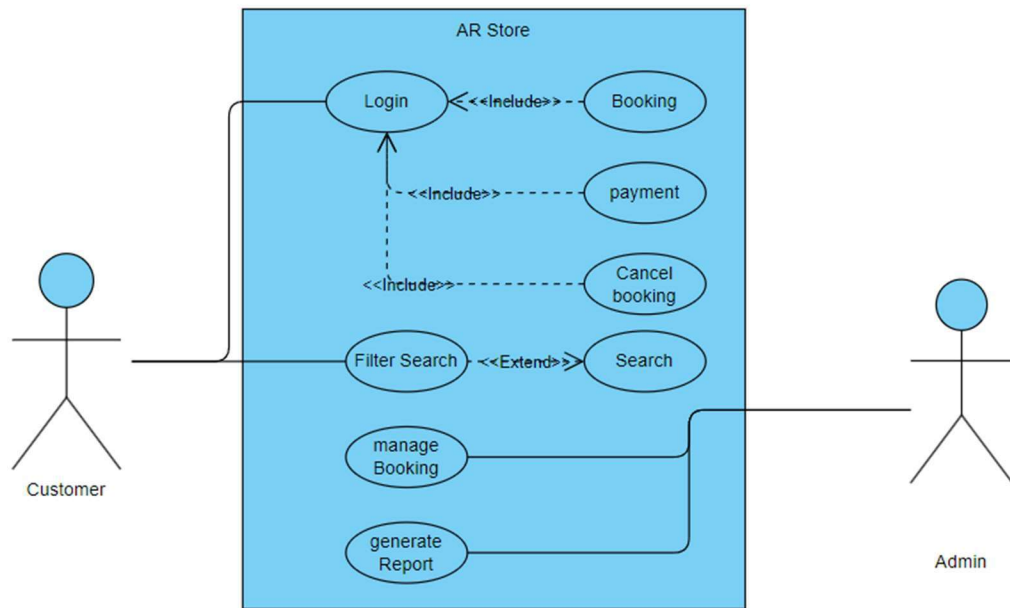 AR Store
Login
<<Include>>
Booking
<<Include>>
payment
<<Include>>
Cancel
booking
Filter Search
<<Extend>>
Search
manage
Booking
Customer
generate
Report
Admin